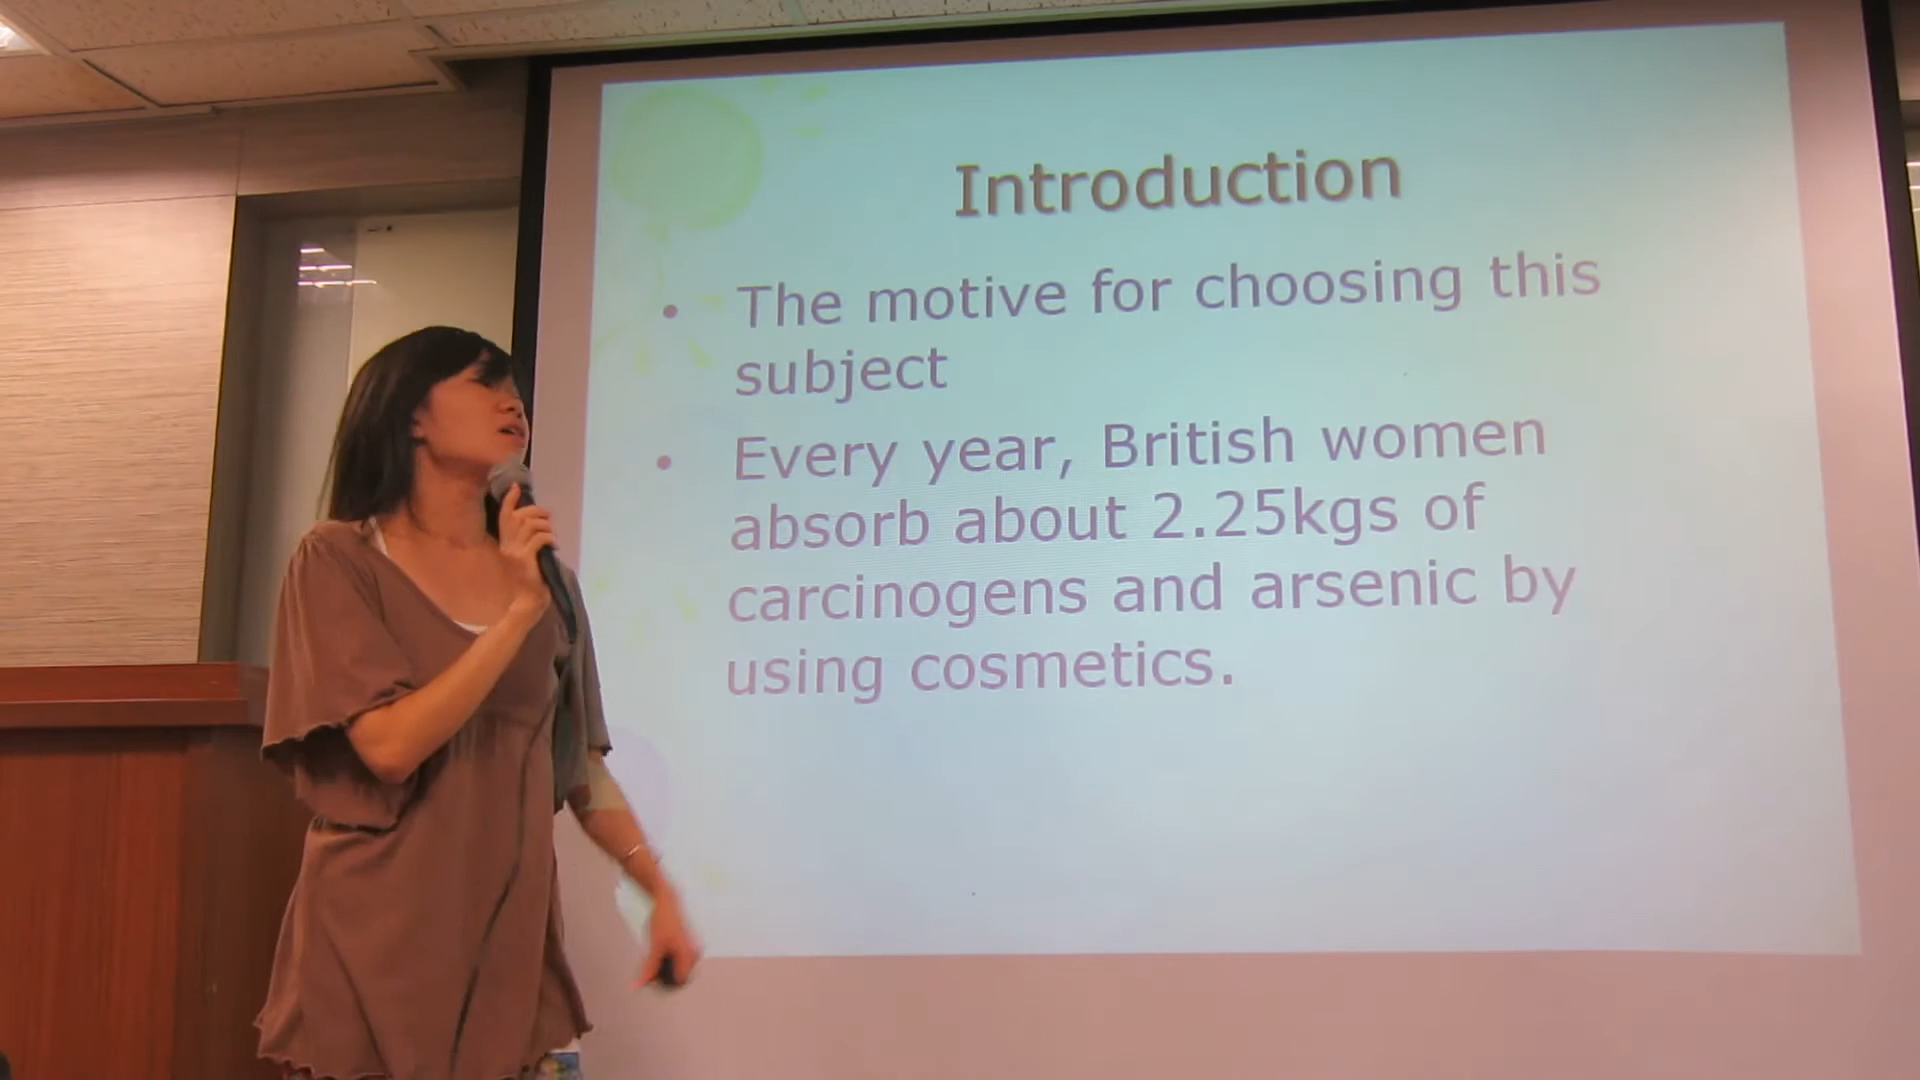 Introduction
• The motive for choosing this
subject
• Every year, British women
absorb about 2.25kgs of
carcinogens and arsenic by
using cosmetics.